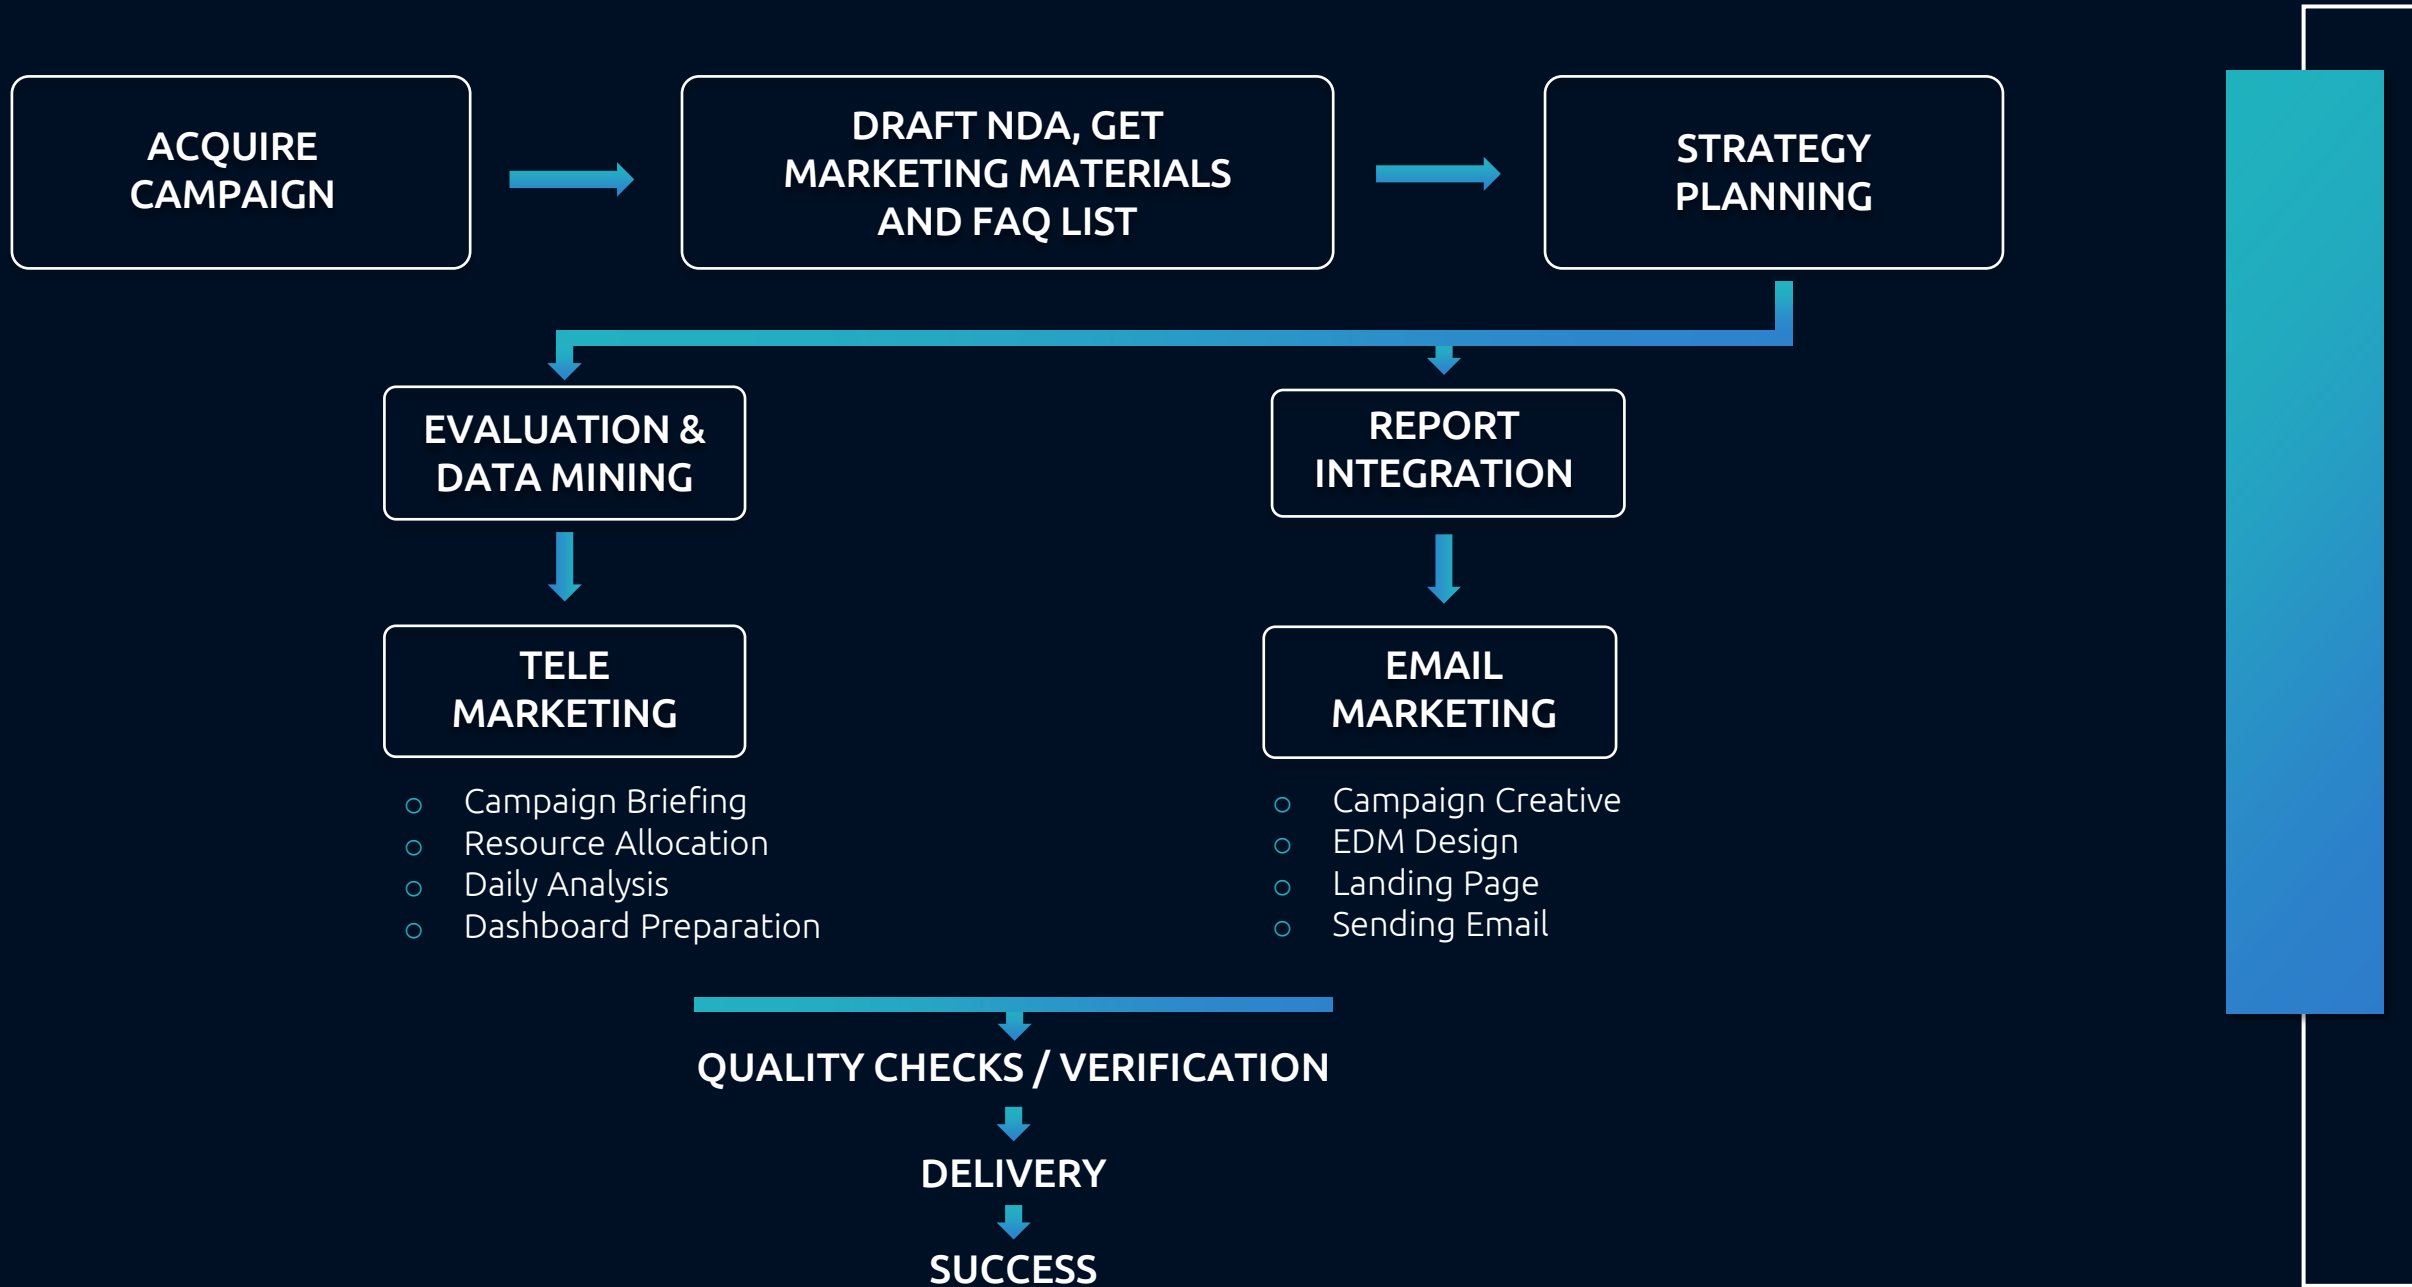 ACQUIRE
CAMPAIGN
DRAFT NDA, GET
MARKETING MATERIALS
AND FAQ LIST
STRATEGY
PLANNING
EVALUATION &
DATA MINING
REPORT
INTEGRATION
TELE
MARKETING
EMAIL
MARKETING
Campaign Briefing
Resource Allocation
Daily Analysis
Dashboard Preparation
Campaign Creative
EDM Design
Landing Page
Sending Email
QUALITY CHECKS / VERIFICATION
DELIVERY
SUCCESS